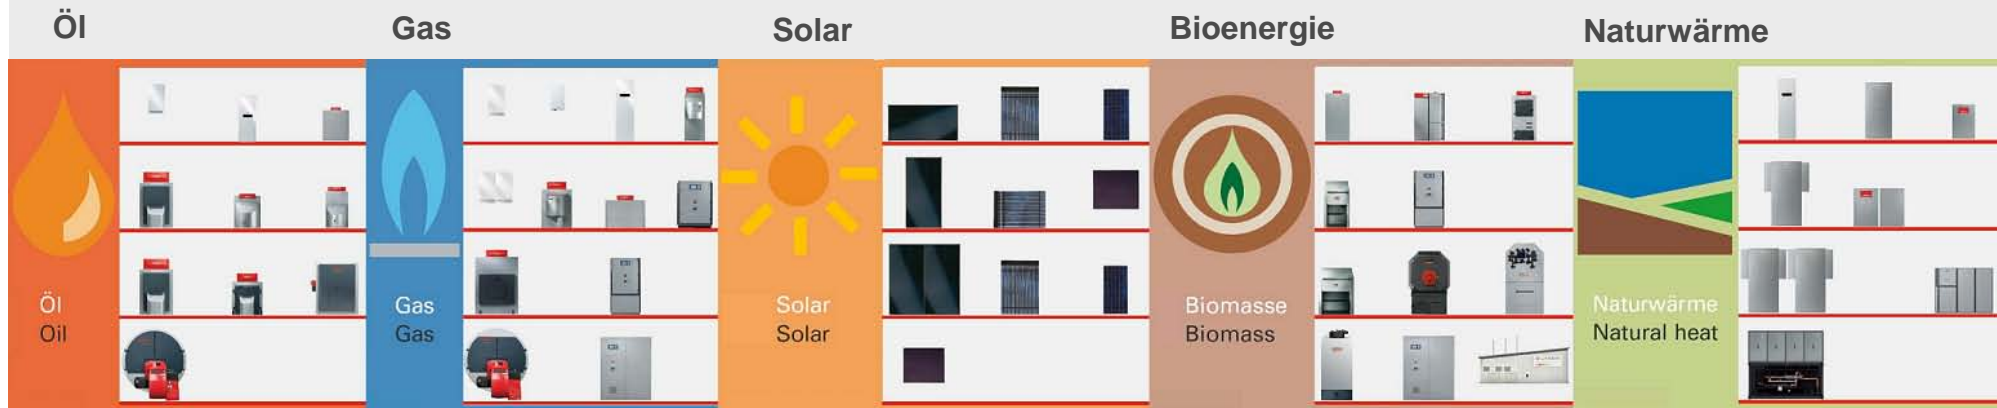 Öl
Gas
Solar
Bioenergie
Naturwärme
Öl
Oil
Gas
Gas
Solar
Solar
Biomasse
Biomass
Naturwärme
Natural heat